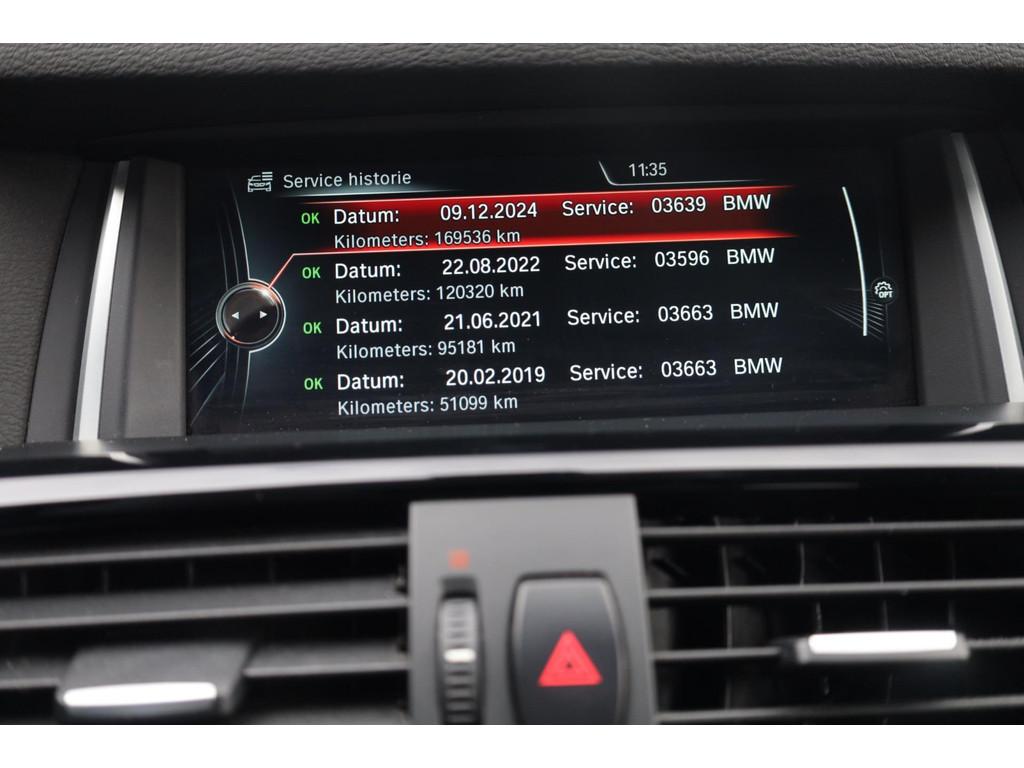 Service historie 11:35
OK Datum: 09.12.2024 Service: 03639 BMW
Kilometers: 169536 km
OK Datum: 22.08.2022 Service: 03596 BMW
Kilometers: 120320 km
OK Datum: 21.06.2021 Service: 03663 BMW
Kilometers: 95181 km
OK Datum: 20.02.2019 Service: 03663 BMW
Kilometers: 51099 km
OPT